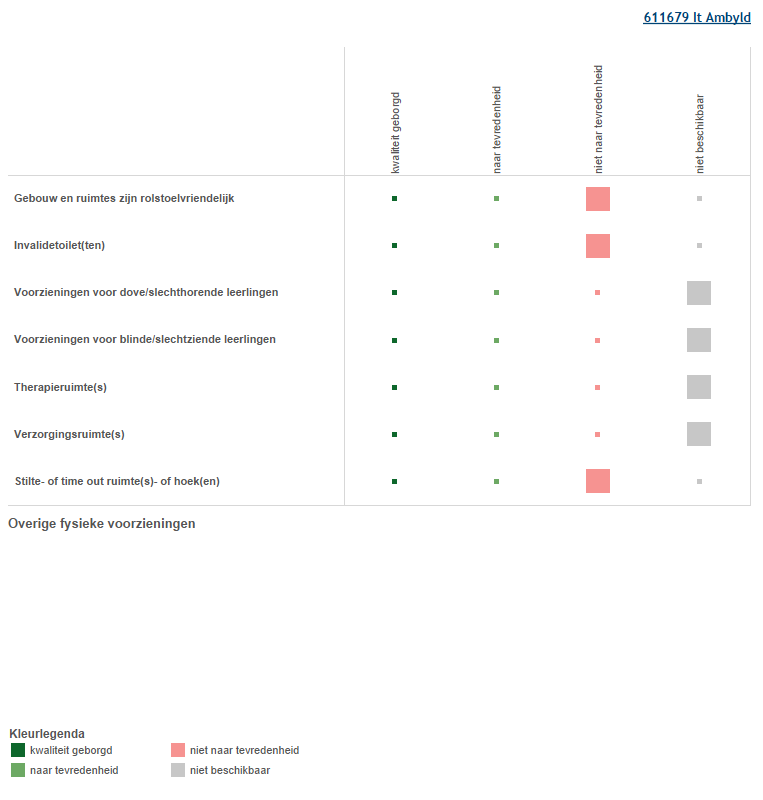 611679 It Ambyld
kwaliteit geborgd
naar tevredenheid
niet naar tevredenheid
niet beschikbaar
Gebouw en ruimtes zijn rolstoelvriendelijk
Invalidetoilet(ten)
Voorzieningen voor dove/slechthorende leerlingen
Voorzieningen voor blinde/slechtziende leerlingen
Therapieruimte(s)
Verzorgingsruimte(s)
Stilte- of time out ruimte(s)- of hoek(en)
Overige fysieke voorzieningen
Kleurlegenda
kwaliteit geborgd
niet naar tevredenheid
naar tevredenheid
niet beschikbaar